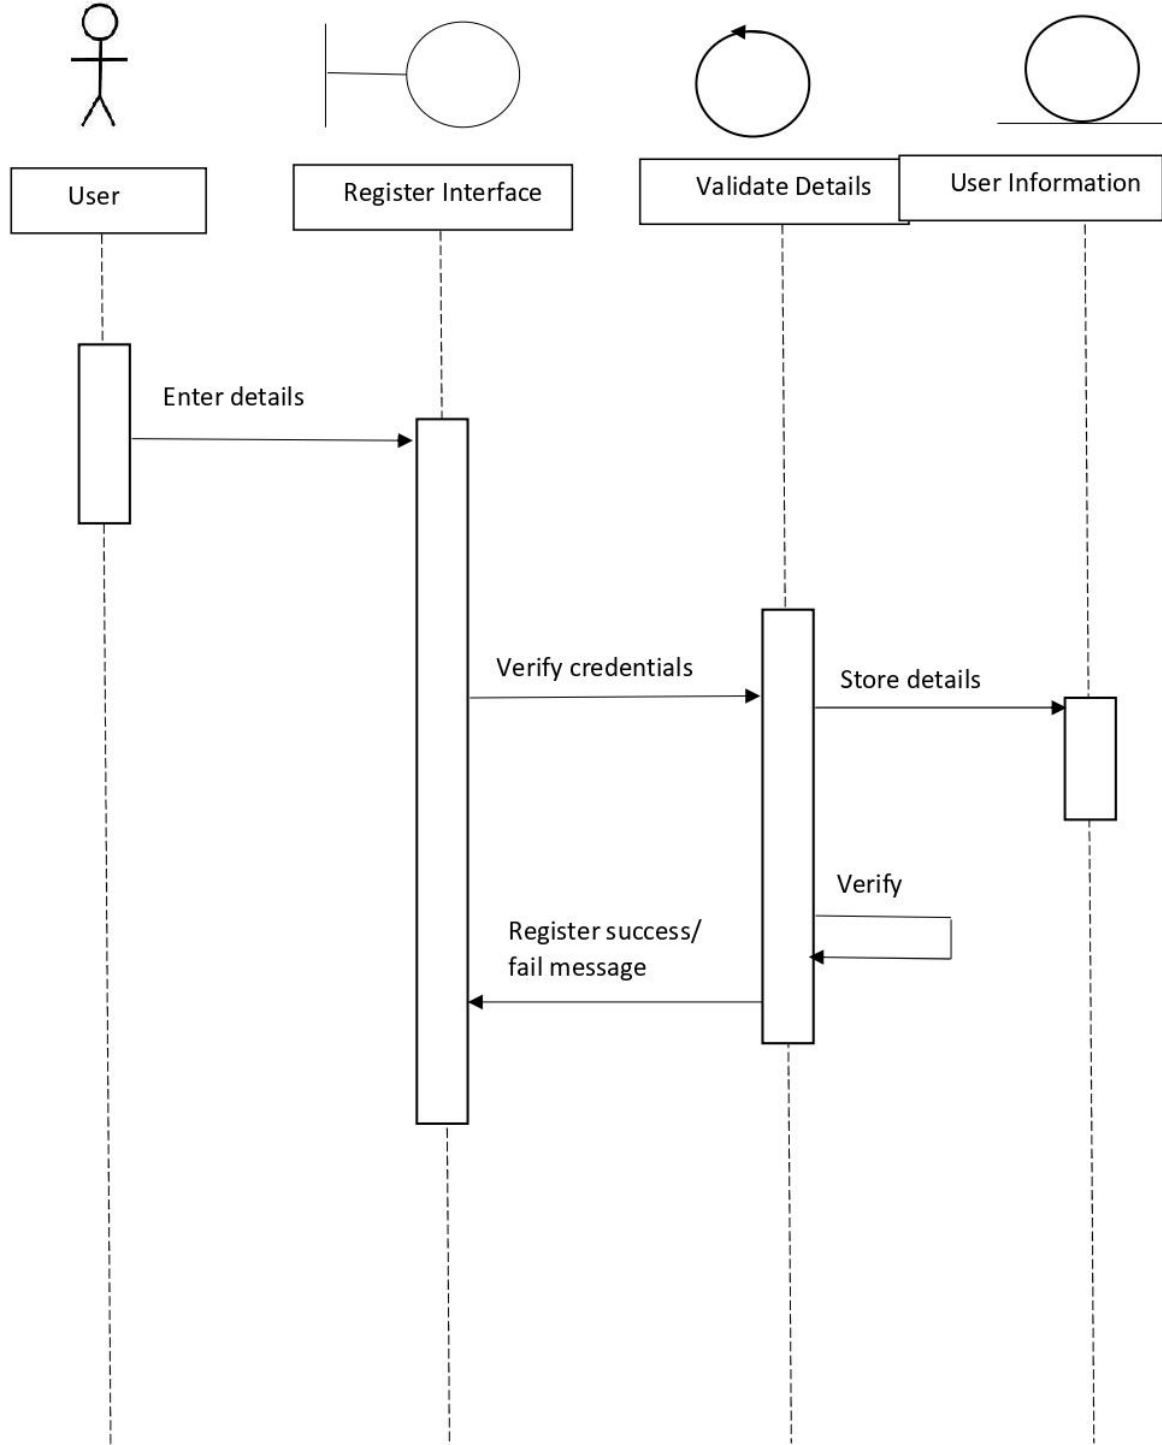 User
Register Interface
Validate Details
User Information
Enter details
Verify credentials
Store details
Verify
Register success/
fail message